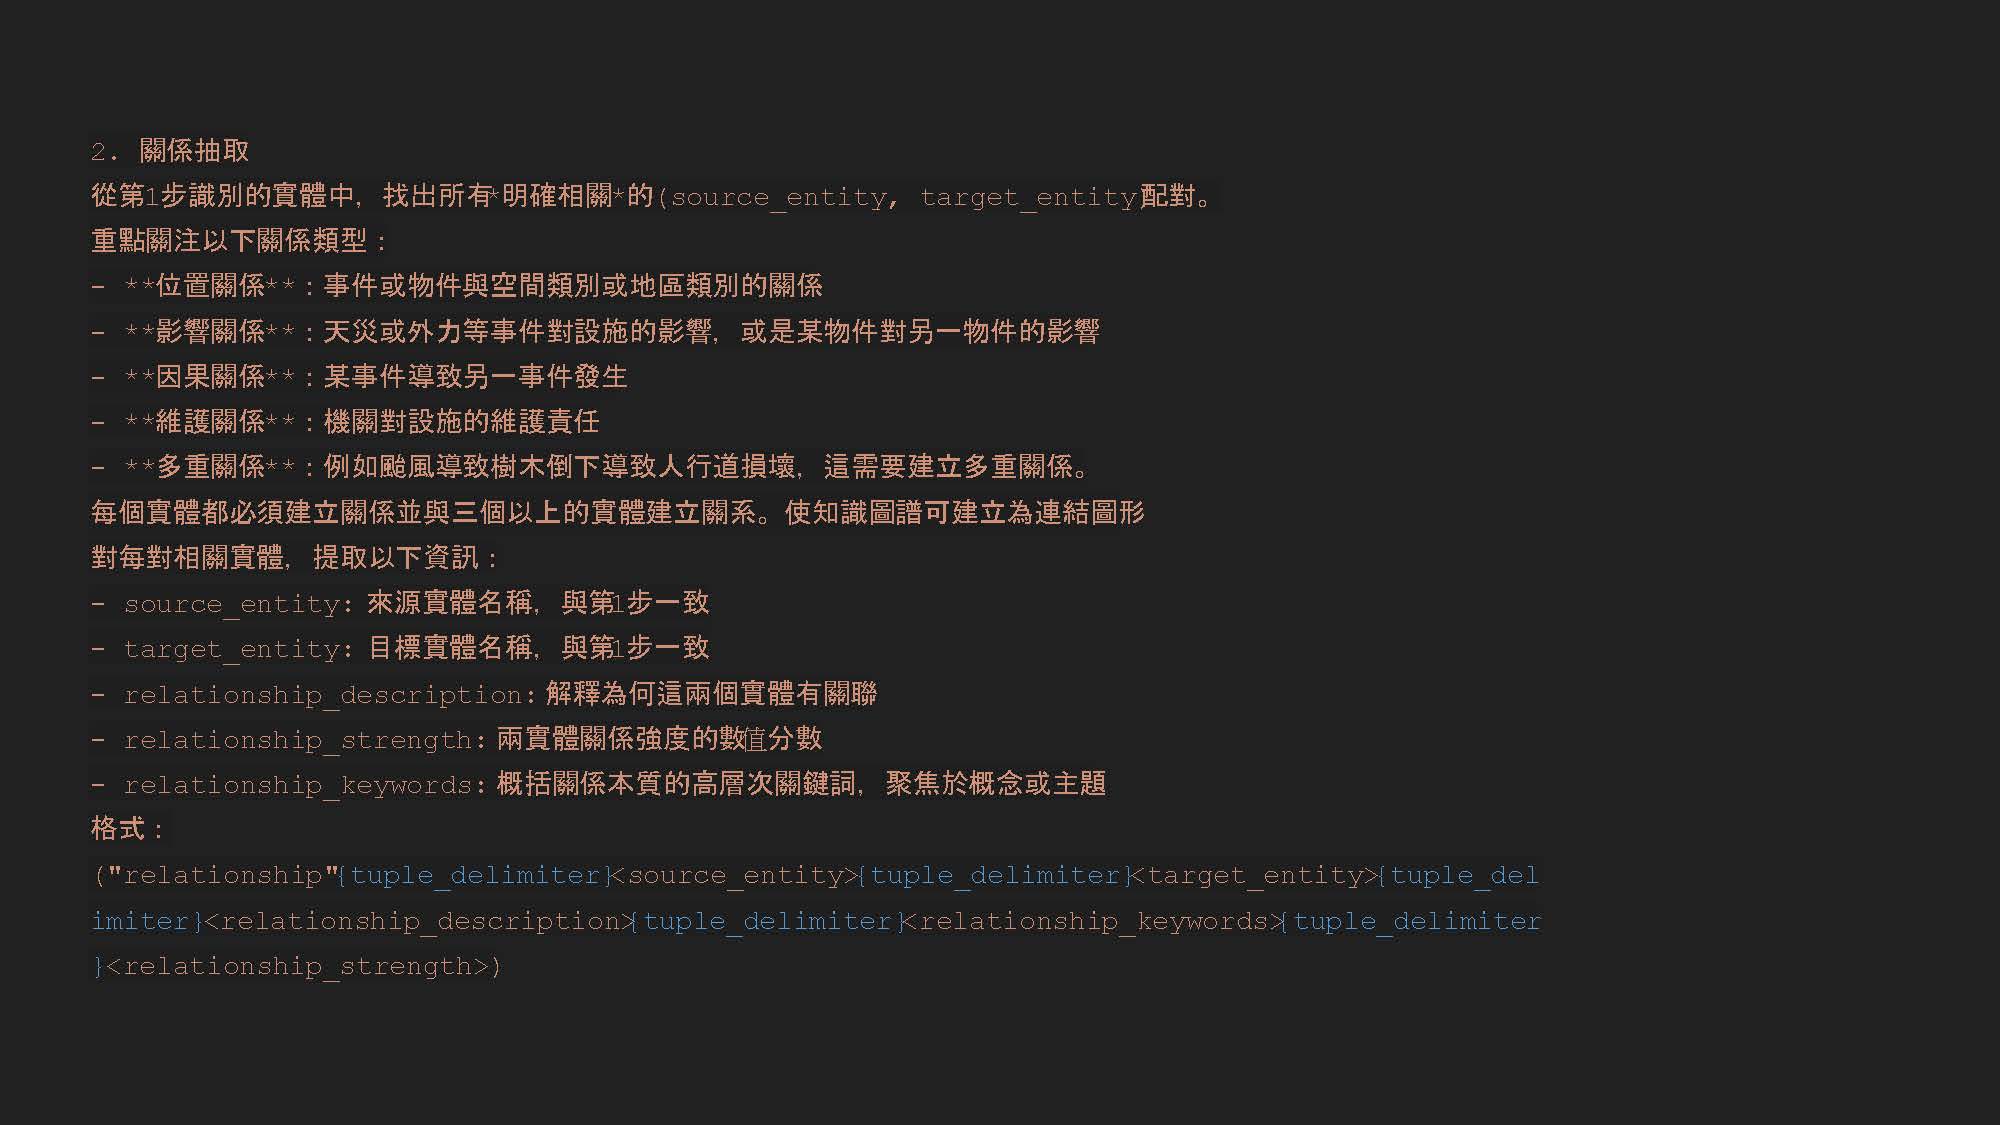 2. 關係抽取
從第1步識別的實體中, 找出所有*明確相關*的(source_entity, target_entity)配對。
重點關注以下關係類型：
- **位置關係**：事件或物件與空間類別或地區類別的關係
- **影響關係**：天災或外力等事件對設施的影響, 或是某物件對另一物件的影響
- **因果關係**：某事件導致另一事件發生
- **維護關係**：機關對設施的維護責任
- **多重關係**：例如颱風導致樹木倒下導致人行道損壞, 這需要建立多重關係。
每個實體都必須建立關係並與三個以上的實體建立關系。使知識圖譜可建立為連結圖形
對每對相關實體, 提取以下資訊：
- source_entity: 來源實體名稱, 與第1步一致
- target_entity: 目標實體名稱, 與第1步一致
- relationship_description: 解釋為何這兩個實體有關聯
- relationship_strength: 兩實體關係強度的數值分數
- relationship_keywords: 概括關係本質的高層次關鍵詞, 聚焦於概念或主題
格式：
("relationship"{tuple_delimiter}<source_entity>{tuple_delimiter}<target_entity>{tuple_del
imiter}<relationship_description>{tuple_delimiter}<relationship_keywords>{tuple_delimiter
}<relationship_strength>)